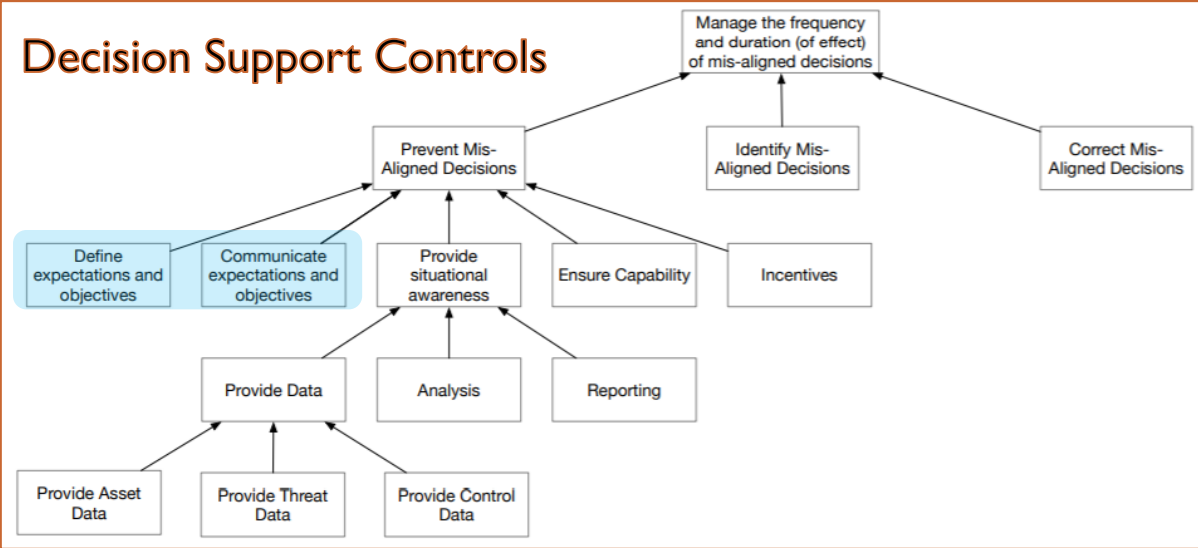 Decision Support Controls
Manage the frequency
and duration (of effect)
of mis-aligned decisions
Prevent Mis-
Aligned Decisions
Identify Mis-
Aligned Decisions
Correct Mis-
Aligned Decisions
Define
expectations and
objectives
Communicate
expectations and
objectives
Provide
situational
awareness
Ensure Capability
Incentives
Provide Data
Analysis
Reporting
Provide Asset
Data
Provide Threat
Data
Provide Control
Data